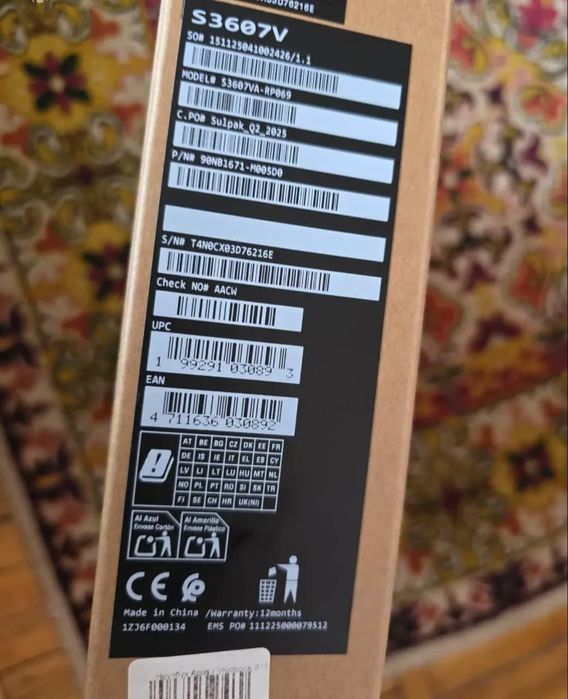 S3607V
SO# 151125041002426/1.1
MODEL# S3607VA-RP069
C.PO# Sulpak_Q2_2025
P/N# 90NB1671-M005D0
S/N# T4N0CX03D76216E
Check NO# AACW
UPC
1 99291 03089 3
EAN
4 711636 030892
AT BE BG CZ DK EE FR
DE IS IE IT EL ES CY
LV LI LT LU HU MT NL
NO PL PT RO SI SK TR
FI SE CH HR UK(NI)
Al Azul
Envase Cartón
Al Amarillo
Envase Plástico
CE
Made in China /Warranty:12months
1ZJ6F000134 EMS PO# 111225000079512